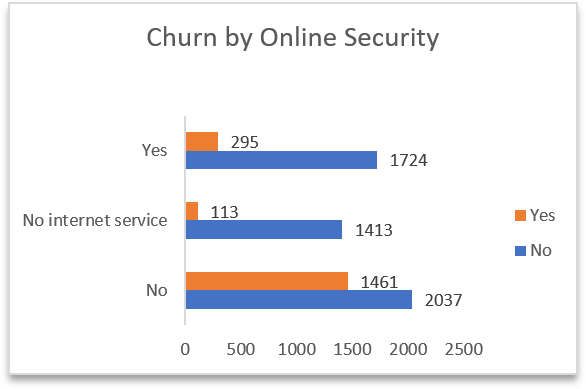 Churn by Online Security
Yes 295
1724
No internet service 113
1413
No 1461
2037
0 500 1000 1500 2000 2500
Yes
No